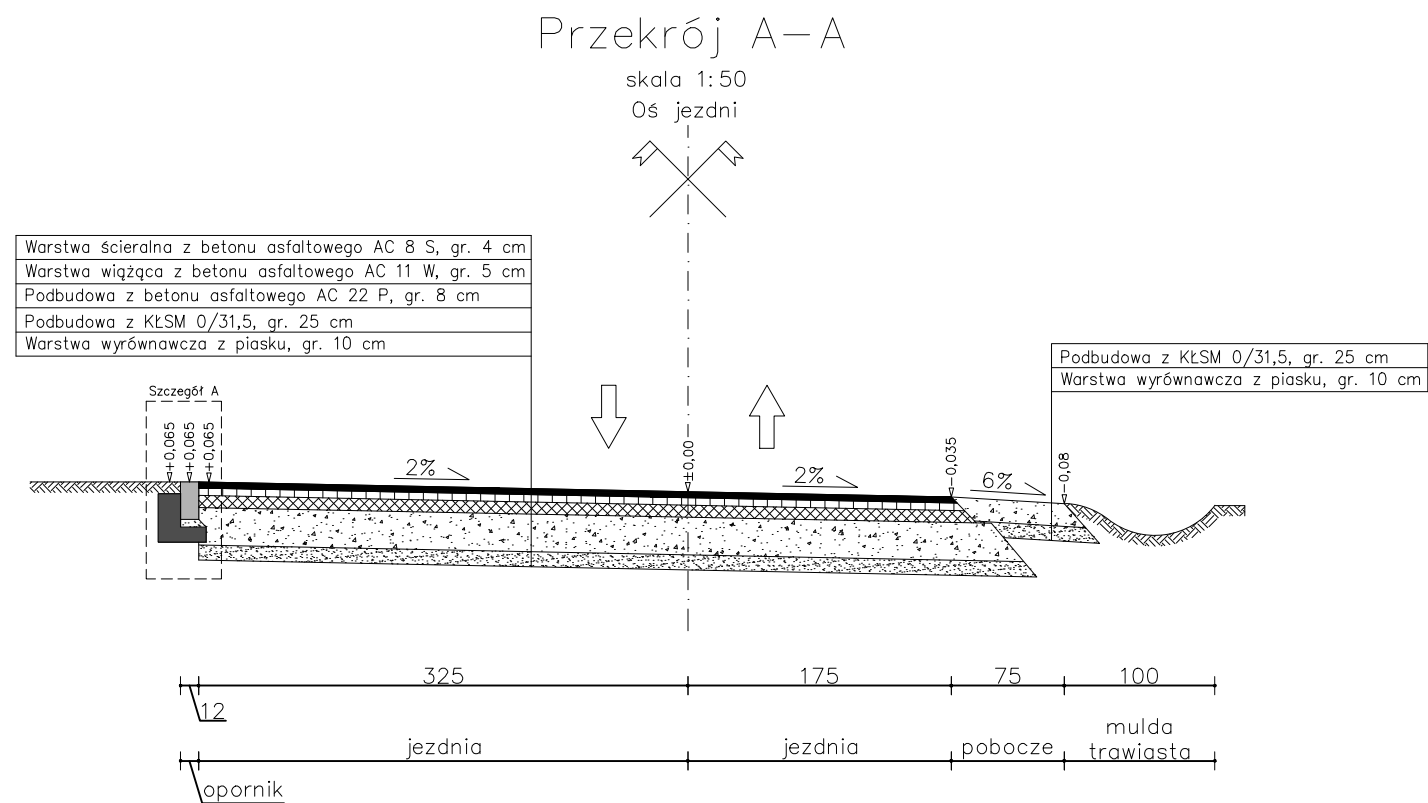 Przekrój A–A
skala 1:50
Oś jezdni
Warstwa ścieralna z betonu asfaltowego AC 8 S, gr. 4 cm
Warstwa wiążąca z betonu asfaltowego AC 11 W, gr. 5 cm
Podbudowa z betonu asfaltowego AC 22 P, gr. 8 cm
Podbudowa z KŁSM 0/31,5, gr. 25 cm
Warstwa wyrównawcza z piasku, gr. 10 cm
Podbudowa z KŁSM 0/31,5, gr. 25 cm
Warstwa wyrównawcza z piasku, gr. 10 cm
Szczegół A
+0,065
+0,065
+0,065
2%
±0,00
2%
-0,035
6%
-0,08
325
175
75
100
12
jezdnia
jezdnia
pobocze
mulda
trawiasta
opornik